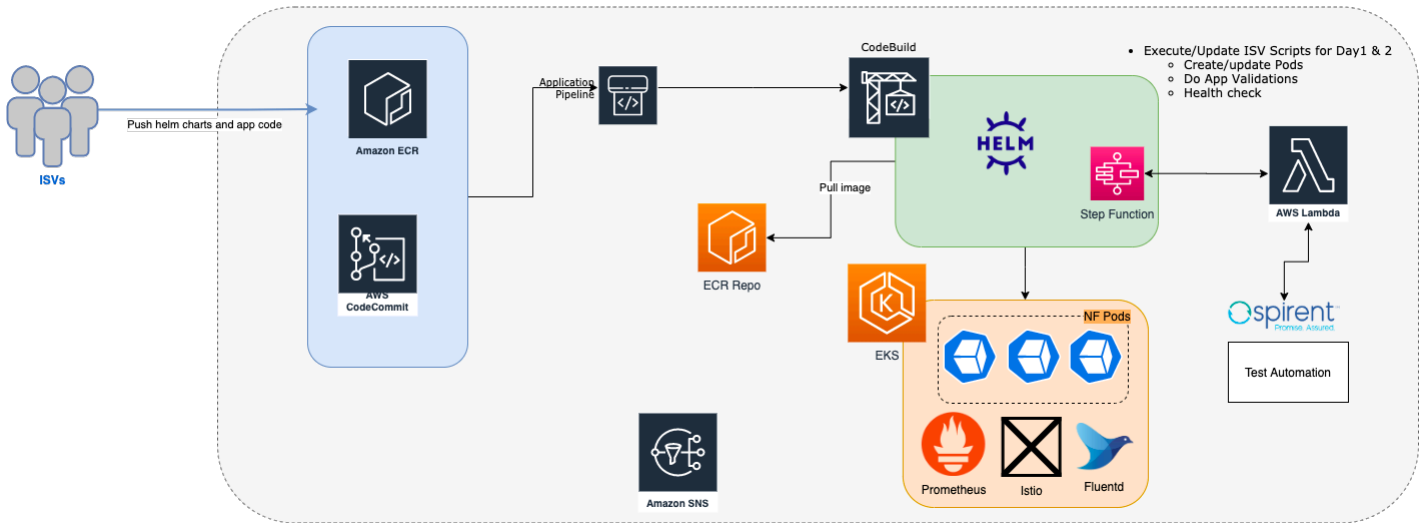 CodeBuild
Execute/Update ISV Scripts for Day1 & 2
Create/update Pods
Do App Validations
Health check
Application
Pipeline
Push helm charts and app code
Amazon ECR
HELM
ISVs
Pull image
Step Function
AWS Lambda
ECR Repo
AWS
CodeCommit
spirent™
Promise. Assured.
NF Pods
K
EKS
Test Automation
Prometheus
Istio
Fluentd
Amazon SNS